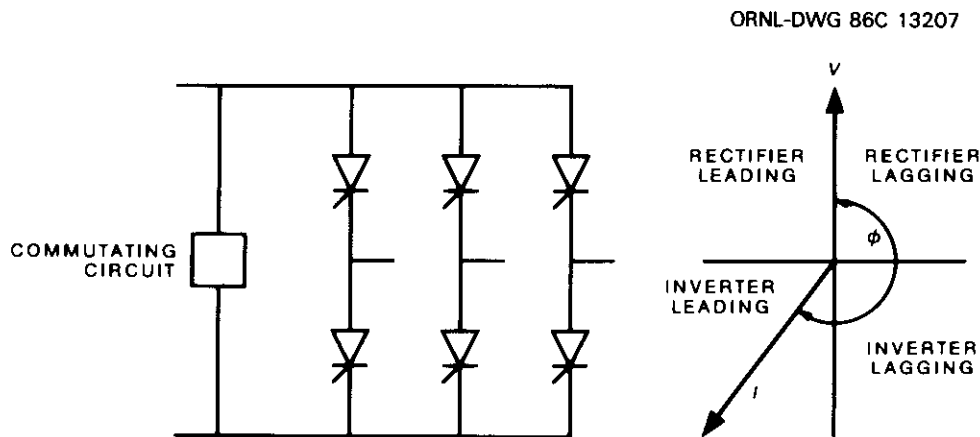 ORNL-DWG 86C 13207
COMMUTATING
CIRCUIT
V
RECTIFIER
LEADING
RECTIFIER
LAGGING
ϕ
INVERTER
LEADING
INVERTER
LAGGING
I